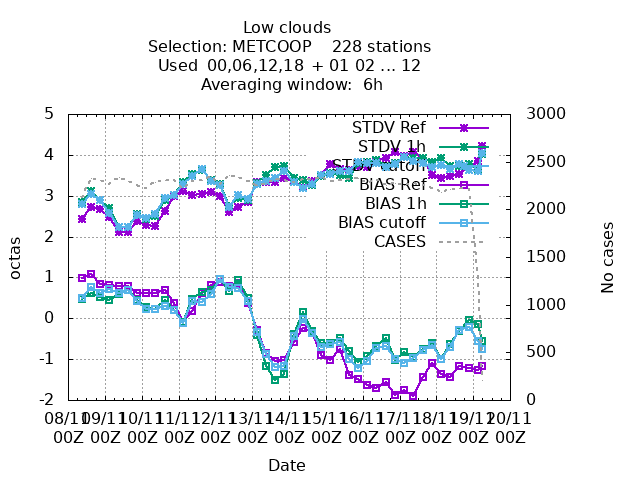 Low clouds
Selection: METCOOP 228 stations
Used 00,06,12,18 + 01 02 ... 12
Averaging window: 6h
5 3000
STDV Ref
STDV 1h
4 2500
STDV cutoff
BIAS Ref
3 BIAS 1h 2000
BIAS cutoff
CASES
2 1500
octas
No cases
1 1000
0
-1 500
-2 0
08/11 09/11 10/11 11/11 12/11 13/11 14/11 15/11 16/11 17/11 18/11 19/11 20/11
00Z 00Z 00Z 00Z 00Z 00Z 00Z 00Z 00Z 00Z 00Z 00Z 00Z
Date